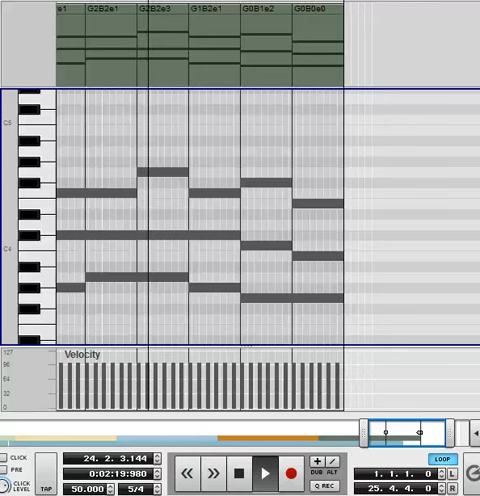 e1 G2B2e1 G2B2e3 G1B2e1 G0B1e2 G0B0e0
C5
C4
127
96
64
32
0
Velocity
CLICK
PRE
CLICK
LEVEL
TAP
24. 2. 3.144
0:02:19:980
50.000 5/4
DUB ALT
Q REC
LOOP
1. 1. 1. 0 L
25. 4. 4. 0 R